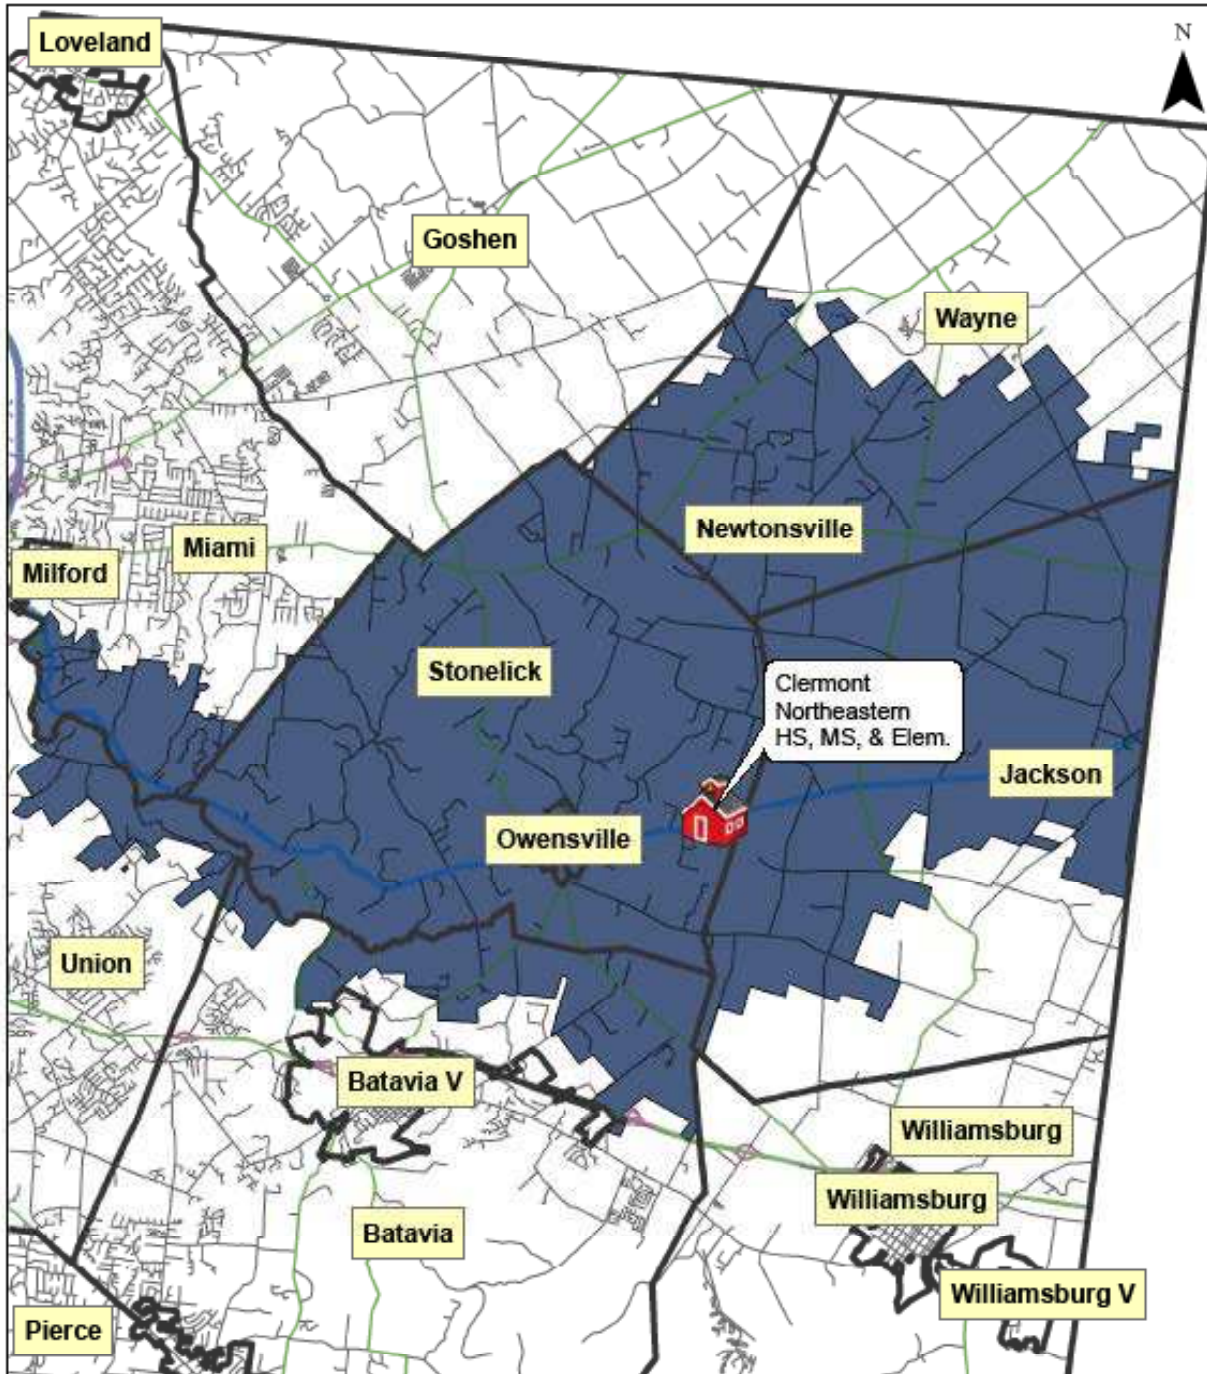 Loveland
N
Goshen
Wayne
Newtonsville
Miami
Milford
Stonelick
Clermont
Northeastern
HS, MS, & Elem.
Jackson
Owensville
Union
Batavia V
Williamsburg
Williamsburg
Batavia
Williamsburg V
Pierce